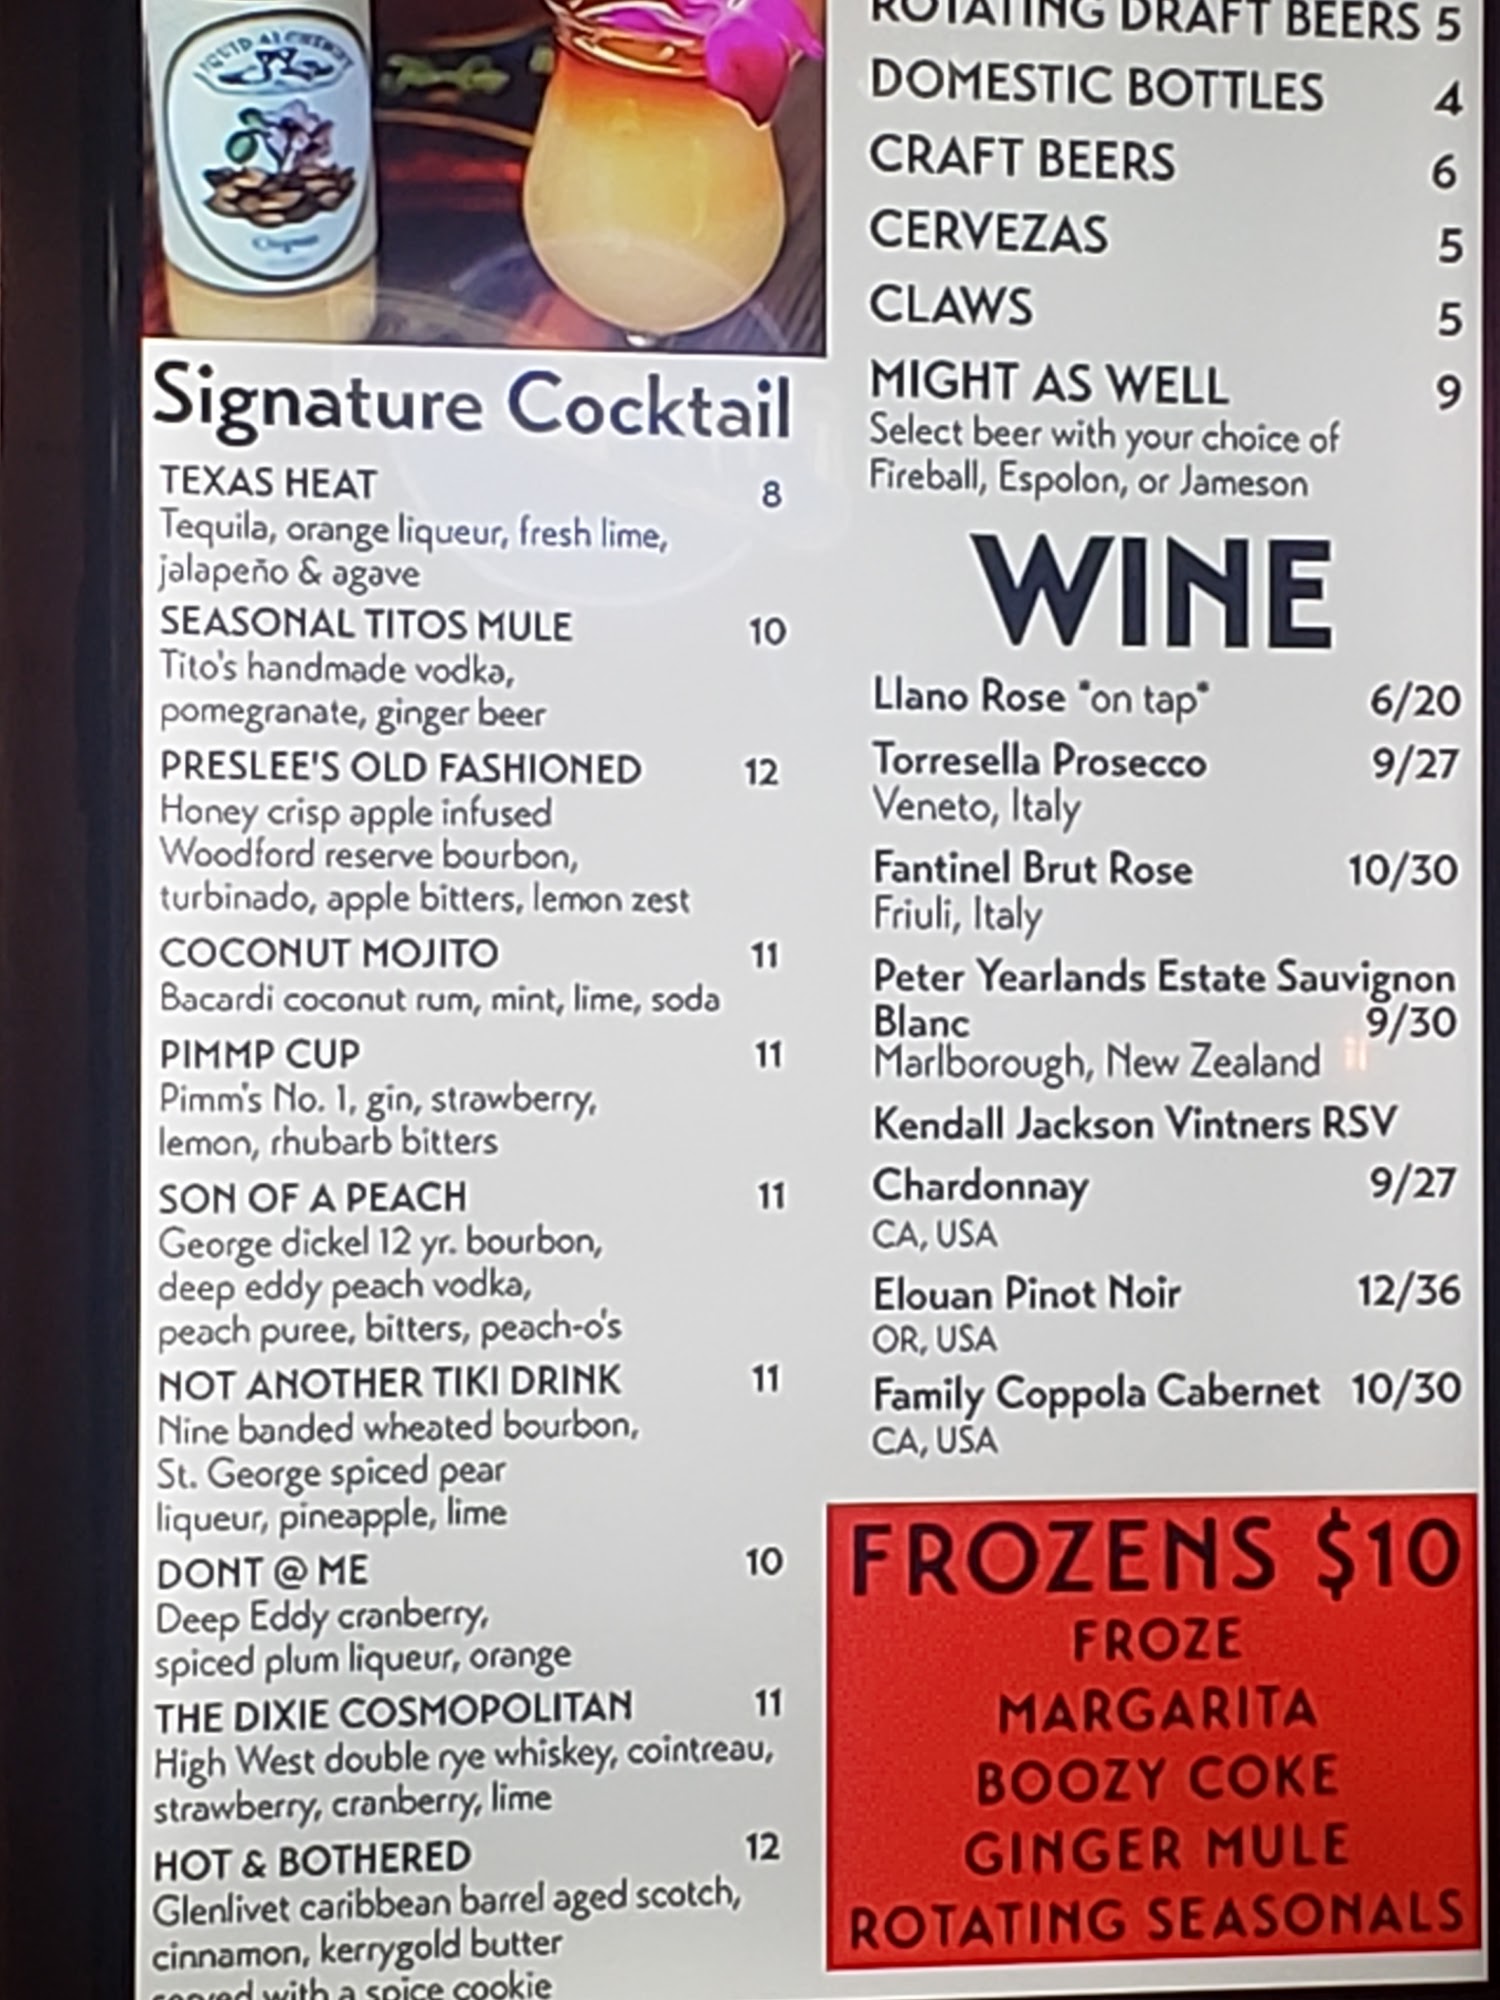 LIQUID ALCHEMIST
Signature Cocktail
TEXAS HEAT 8
Tequila, orange liqueur, fresh lime,
jalapeño & agave
SEASONAL TITOS MULE 10
Tito's handmade vodka,
pomegranate, ginger beer
PRESLEE'S OLD FASHIONED 12
Honey crisp apple infused
Woodford reserve bourbon,
turbinado, apple bitters, lemon zest
COCONUT MOJITO 11
Bacardi coconut rum, mint, lime, soda
PIMMP CUP 11
Pimm's No. 1, gin, strawberry,
lemon, rhubarb bitters
SON OF A PEACH 11
George dickel 12 yr. bourbon,
deep eddy peach vodka,
peach puree, bitters, peach-o's
NOT ANOTHER TIKI DRINK 11
Nine banded wheated bourbon,
St. George spiced pear
liqueur, pineapple, lime
DONT @ ME 10
Deep Eddy cranberry,
spiced plum liqueur, orange
THE DIXIE COSMOPOLITAN 11
High West double rye whiskey, cointreau,
strawberry, cranberry, lime
HOT & BOTHERED 12
Glenlivet caribbean barrel aged scotch,
cinnamon, kerrygold butter
served with a spice cookie
ROTATING DRAFT BEERS 5
DOMESTIC BOTTLES 4
CRAFT BEERS 6
CERVEZAS 5
CLAWS 5
MIGHT AS WELL 9
Select beer with your choice of
Fireball, Espolon, or Jameson
WINE
Llano Rose *on tap* 6/20
Torresella Prosecco 9/27
Veneto, Italy
Fantinel Brut Rose 10/30
Friuli, Italy
Peter Yearlands Estate Sauvignon
Blanc 9/30
Marlborough, New Zealand
Kendall Jackson Vintners RSV
Chardonnay 9/27
CA, USA
Elouan Pinot Noir 12/36
OR, USA
Family Coppola Cabernet 10/30
CA, USA
FROZENS $10
FROZE
MARGARITA
BOOZY COKE
GINGER MULE
ROTATING SEASONALS